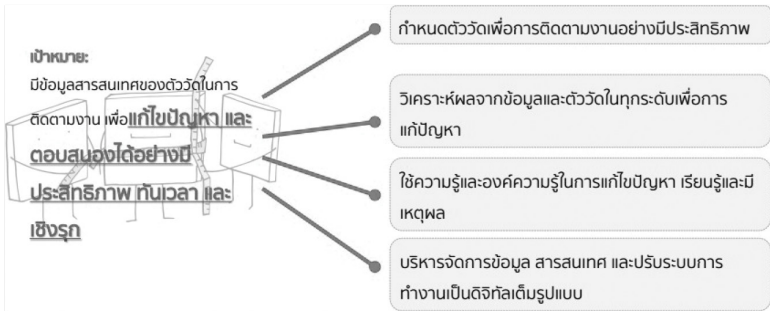 เป้าหมาย:
มีข้อมูลสารสนเทศของตัววัดในการ
ติดตามงาน เพื่อแก้ไขปัญหา และ
ตอบสนองได้อย่างมี
ประสิทธิภาพ ทันเวลา และ
เชิงรุก
กำหนดตัววัดเพื่อการติดตามงานอย่างมีประสิทธิภาพ
วิเคราะห์ผลจากข้อมูลและตัววัดในทุกระดับเพื่อการ
แก้ปัญหา
ใช้ความรู้และองค์ความรู้ในการแก้ไขปัญหา เรียนรู้และมี
เหตุผล
บริหารจัดการข้อมูล สารสนเทศ และปรับระบบการ
ทำงานเป็นดิจิทัลเต็มรูปแบบ